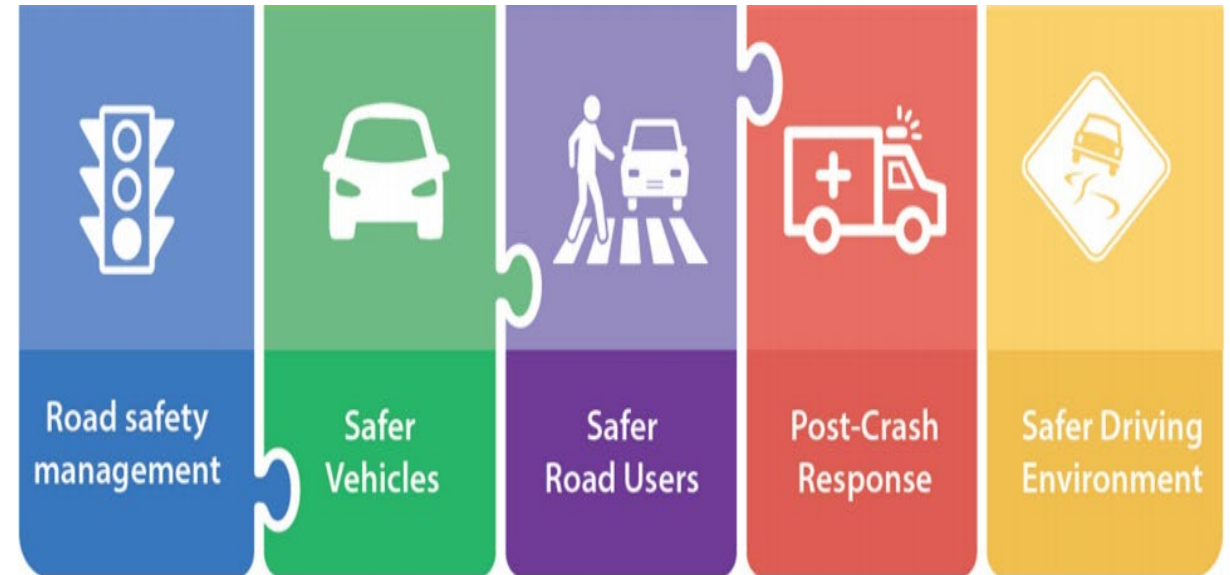 Road safety
management
Safer
Vehicles
Safer
Road Users
Post-Crash
Response
Safer Driving
Environment